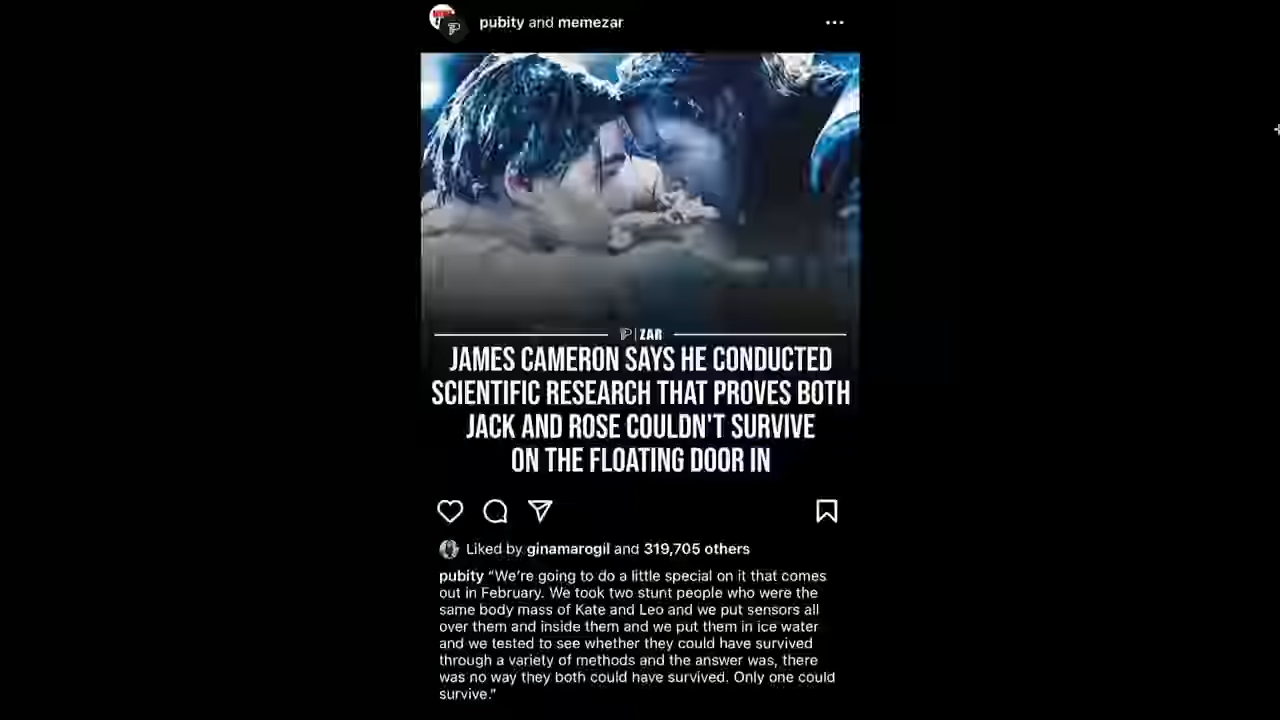 pubity and memezar
P | ZAR
JAMES CAMERON SAYS HE CONDUCTED
SCIENTIFIC RESEARCH THAT PROVES BOTH
JACK AND ROSE COULDN'T SURVIVE
ON THE FLOATING DOOR IN
Liked by ginamarogil and 319,705 others
pubity “We're going to do a little special on it that comes
out in February. We took two stunt people who were the
same body mass of Kate and Leo and we put sensors all
over them and inside them and we put them in ice water
and we tested to see whether they could have survived
through a variety of methods and the answer was, there
was no way they both could have survived. Only one could
survive.”